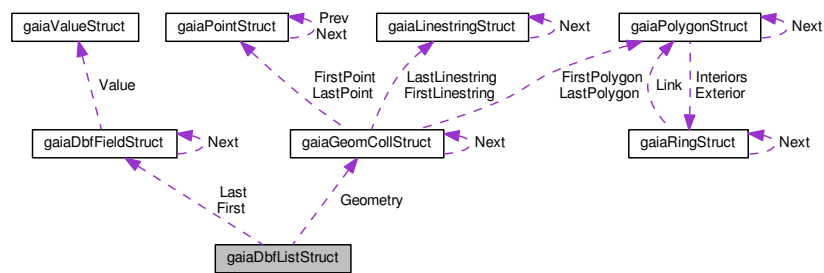 gaiaValueStruct
gaiaPointStruct
Prev
Next
gaiaLinestringStruct
Next
gaiaPolygonStruct
Next
Value
FirstPoint
LastPoint
LastLinestring
FirstLinestring
FirstPolygon
LastPolygon
Link
Interiors
Exterior
gaiaDbfFieldStruct
Next
gaiaGeomCollStruct
Next
gaiaRingStruct
Next
Last
First
Geometry
gaiaDbfListStruct